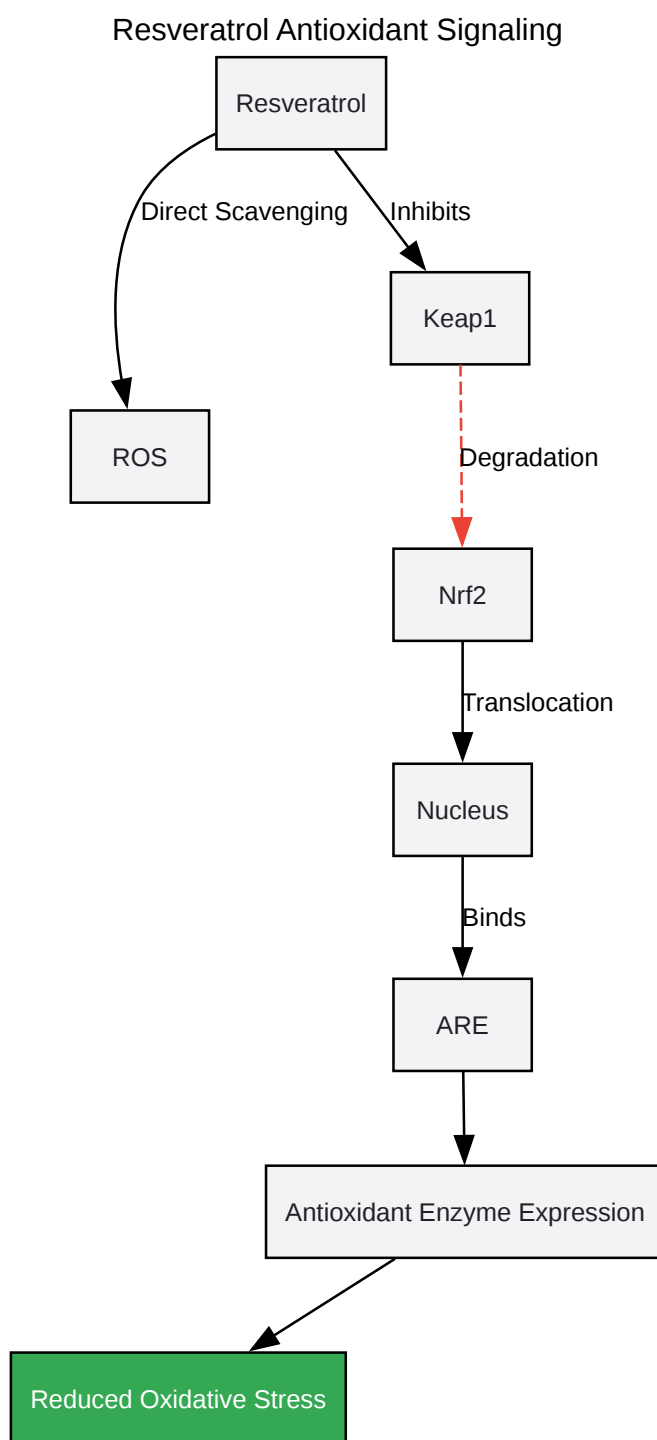 Resveratrol Antioxidant Signaling
Resveratrol
Direct Scavenging
Inhibits
Keap1
ROS
Degradation
Nrf2
Translocation
Nucleus
Binds
ARE
Antioxidant Enzyme Expression
Reduced Oxidative Stress